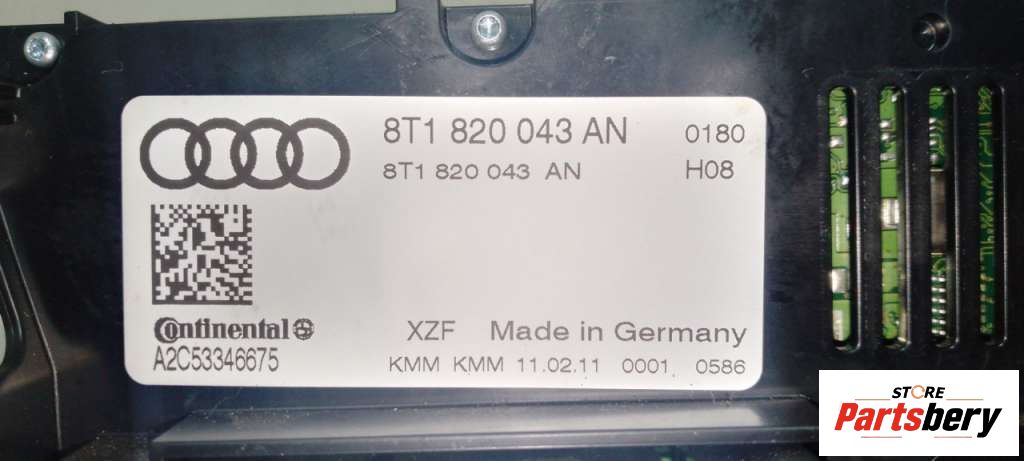 8T1 820 043 AN 0180
8T1 820 043 AN H08
Continental
A2C53346675
XZF Made in Germany
KMM KMM 11.02.11 0001 0586
STORE
Partsbery